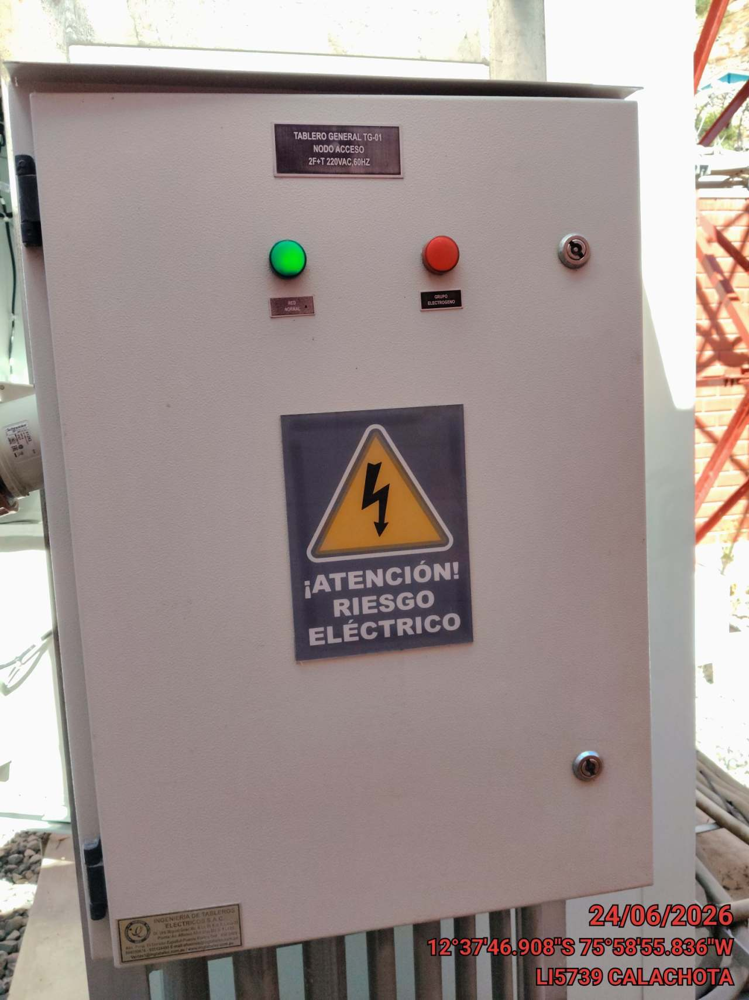 TABLERO GENERAL TG-01
NODO ACCESO
2F+T 220VAC,60HZ
RED
NORMAL
GRUPO
ELECTROGENO
Schneider
¡ATENCIÓN!
RIESGO
ELÉCTRICO
INGENIERIA DE TABLEROS
ELECTRICOS S.A.C.
24/06/2026
12°37'46.908"S 75°58'55.836"W
LI5739 CALACHOTA